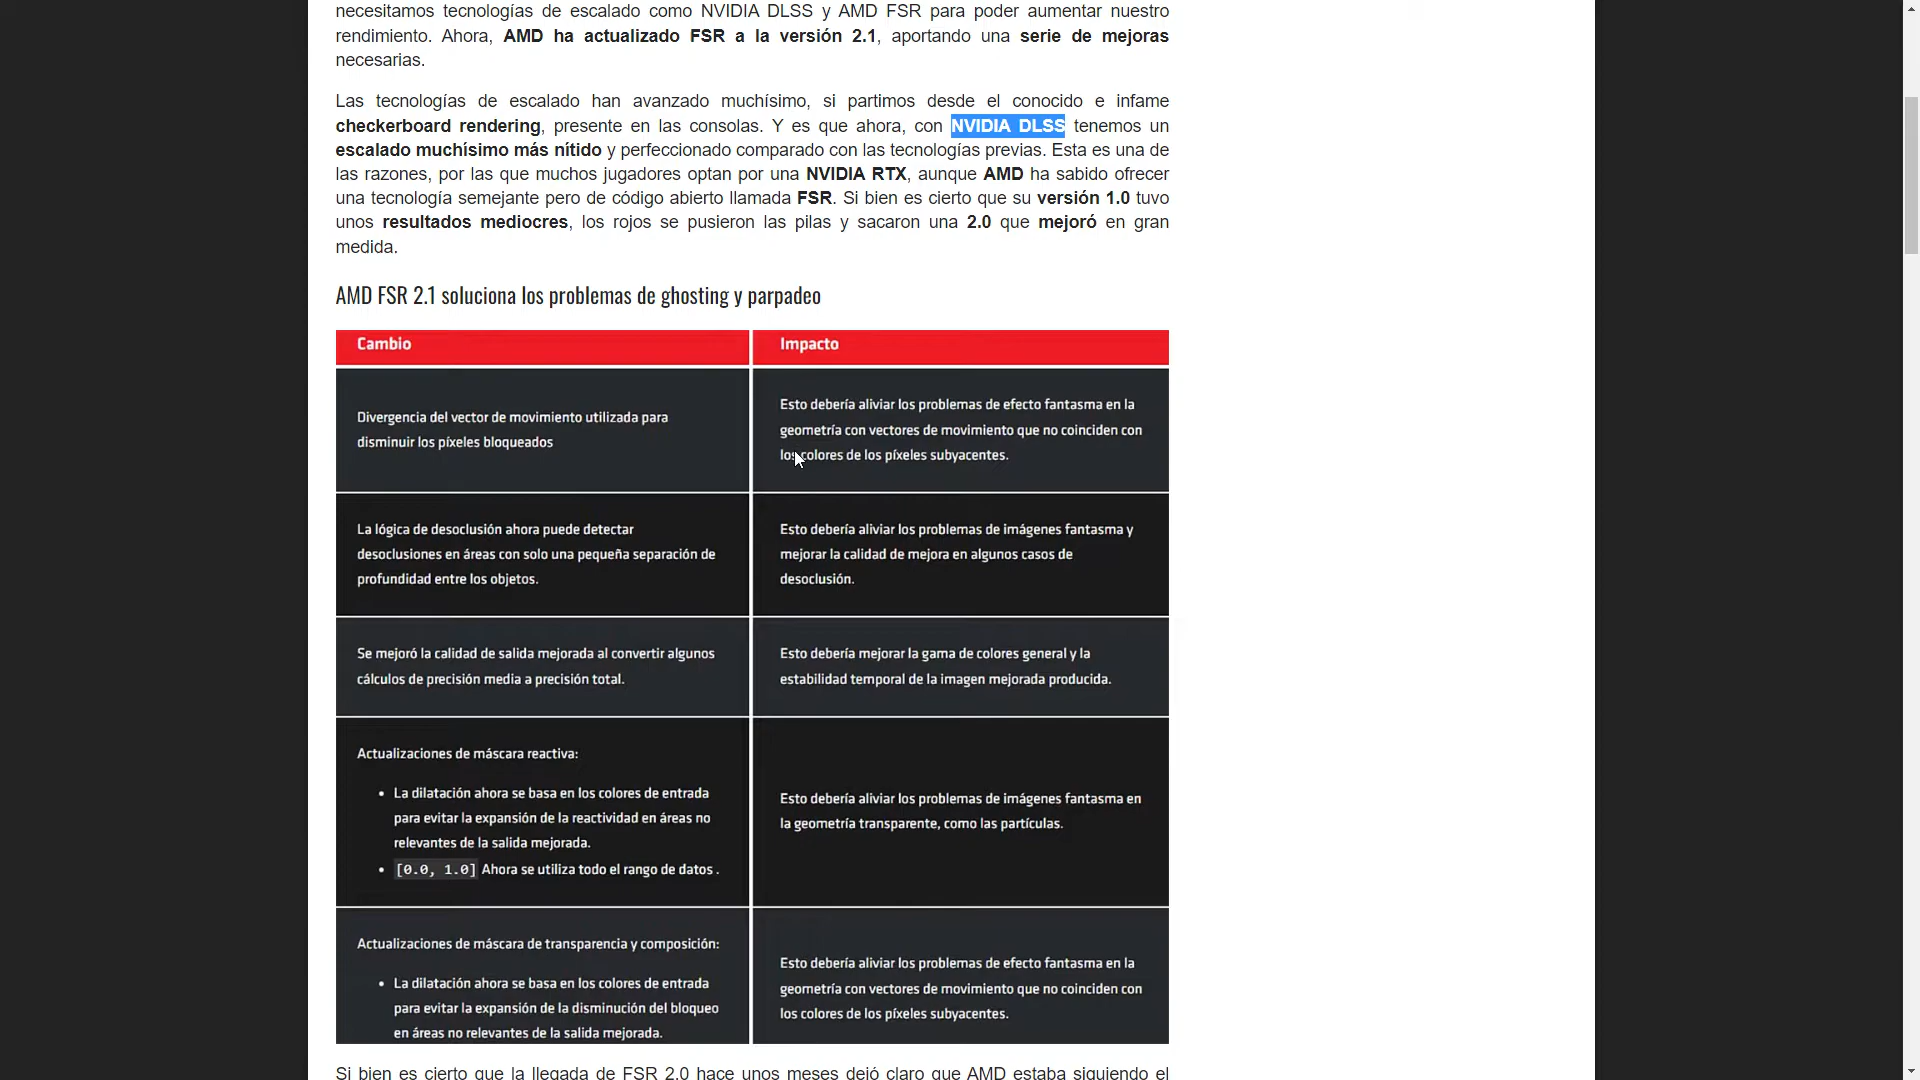 necesitamos tecnologías de escalado como NVIDIA DLSS y AMD FSR para poder aumentar nuestro
rendimiento. Ahora, AMD ha actualizado FSR a la versión 2.1, aportando una serie de mejoras
necesarias.
Las tecnologías de escalado han avanzado muchísimo, si partimos desde el conocido e infame
checkerboard rendering, presente en las consolas. Y es que ahora, con NVIDIA DLSS tenemos un
escalado muchísimo más nítido y perfeccionado comparado con las tecnologías previas. Esta es una de
las razones, por las que muchos jugadores optan por una NVIDIA RTX, aunque AMD ha sabido ofrecer
una tecnología semejante pero de código abierto llamada FSR. Si bien es cierto que su versión 1.0 tuvo
unos resultados mediocres, los rojos se pusieron las pilas y sacaron una 2.0 que mejoró en gran
medida.
AMD FSR 2.1 soluciona los problemas de ghosting y parpadeo
Cambio
Impacto
Divergencia del vector de movimiento utilizada para
disminuir los píxeles bloqueados
Esto debería aliviar los problemas de efecto fantasma en la
geometría con vectores de movimiento que no coinciden con
los colores de los píxeles subyacentes.
La lógica de desoclusión ahora puede detectar
desoclusiones en áreas con solo una pequeña separación de
profundidad entre los objetos.
Esto debería aliviar los problemas de imágenes fantasma y
mejorar la calidad de mejora en algunos casos de
desoclusión.
Se mejoró la calidad de salida mejorada al convertir algunos
cálculos de precisión media a precisión total.
Esto debería mejorar la gama de colores general y la
estabilidad temporal de la imagen mejorada producida.
Actualizaciones de máscara reactiva:
• La dilatación ahora se basa en los colores de entrada
para evitar la expansión de la reactividad en áreas no
relevantes de la salida mejorada.
• [0.0, 1.0] Ahora se utiliza todo el rango de datos .
Esto debería aliviar los problemas de imágenes fantasma en
la geometría transparente, como las partículas.
Actualizaciones de máscara de transparencia y composición:
• La dilatación ahora se basa en los colores de entrada
para evitar la expansión de la disminución del bloqueo
en áreas no relevantes de la salida mejorada.
Esto debería aliviar los problemas de efecto fantasma en la
geometría con vectores de movimiento que no coinciden con
los colores de los píxeles subyacentes.
Si bien es cierto que la llegada de FSR 2.0 hace unos meses dejó claro que AMD estaba siguiendo el